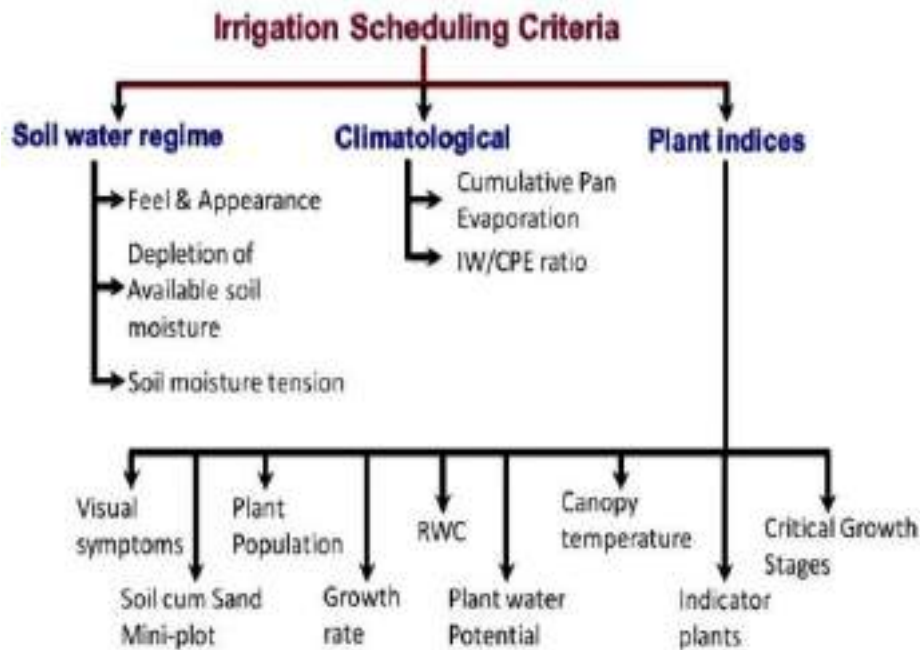 Irrigation Scheduling Criteria
Soil water regime
Climatological
Plant indices
Feel & Appearance
Depletion of
Available soil
moisture
Soil moisture tension
Cumulative Pan
Evaporation
IW/CPE ratio
Visual
symptoms
Soil cum Sand
Mini-plot
Plant
Population
Growth
rate
RWC
Plant water
Potential
Canopy
temperature
Indicator
plants
Critical Growth
Stages